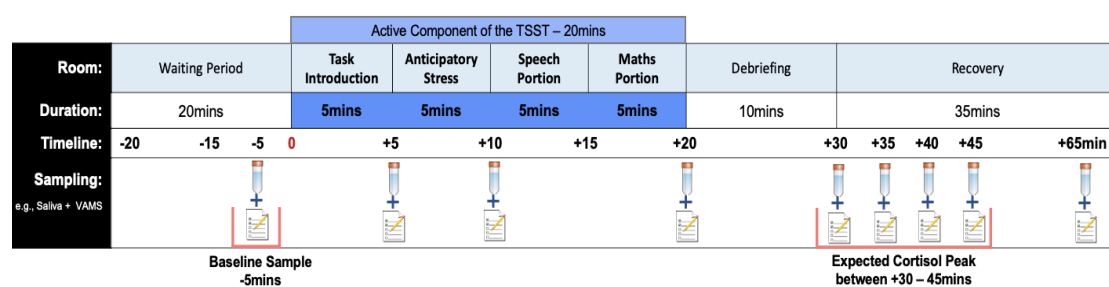 Active Component of the TSST – 20mins
Room:
Waiting Period
Task
Introduction
Anticipatory
Stress
Speech
Portion
Maths
Portion
Debriefing
Recovery
Duration:
20mins
5mins
5mins
5mins
5mins
10mins
35mins
Timeline:
-20
-15
-5
0
+5
+10
+15
+20
+30
+35
+40
+45
+65min
Sampling:
e.g., Saliva + VAMS
+
+
+
+
+
+
+
+
+
Baseline Sample
-5mins
Expected Cortisol Peak
between +30 – 45mins